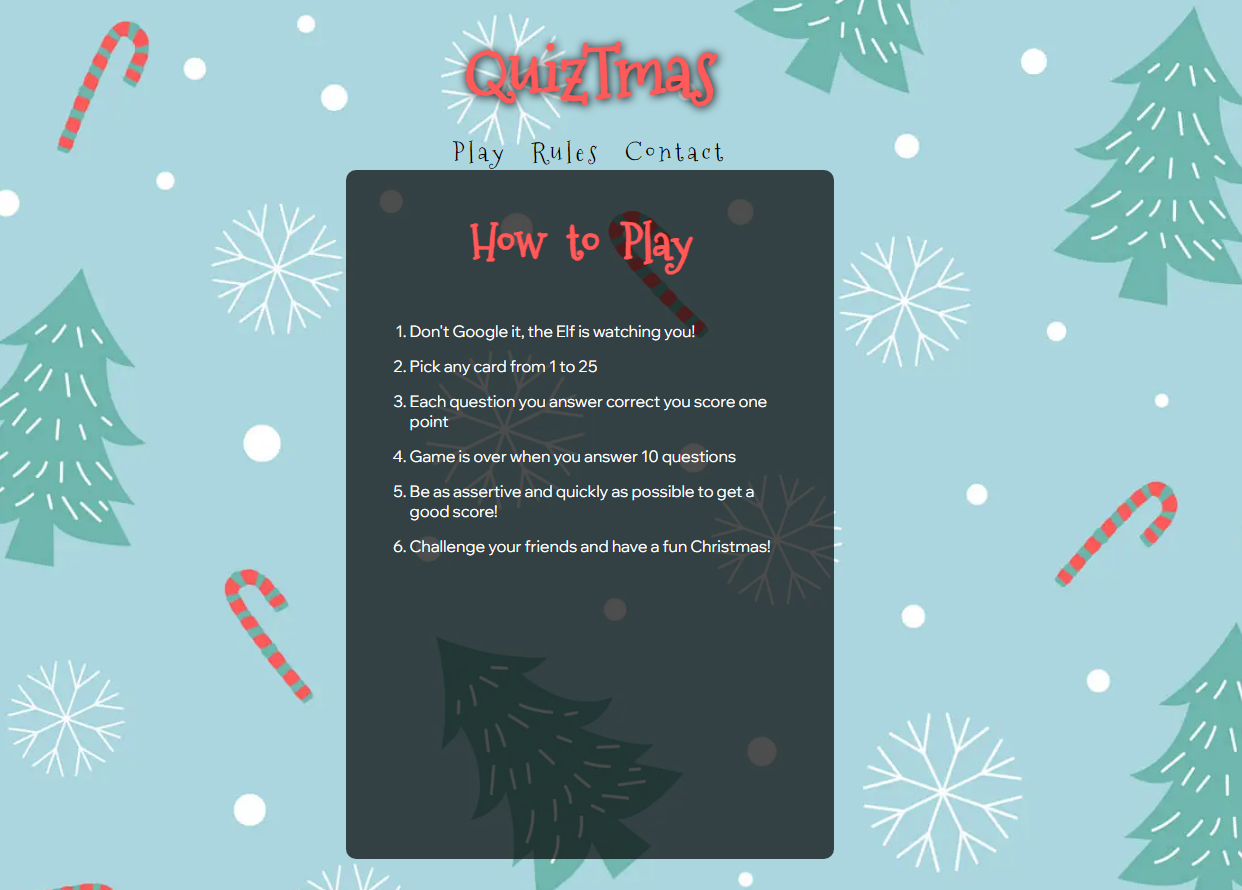 QuizTmas
Play Rules Contact
How to Play
1. Don't Google it, the Elf is watching you!
2. Pick any card from 1 to 25
3. Each question you answer correct you score one
point
4. Game is over when you answer 10 questions
5. Be as assertive and quickly as possible to get a
good score!
6. Challenge your friends and have a fun Christmas!